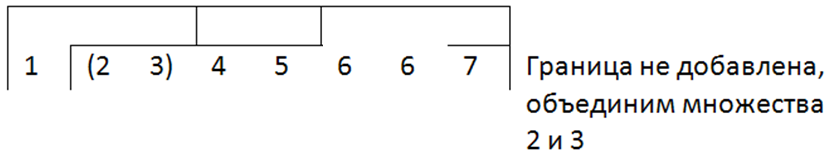 1 (2 3) 4 5 6 6 7 Граница не добавлена,
объединим множества
2 и 3